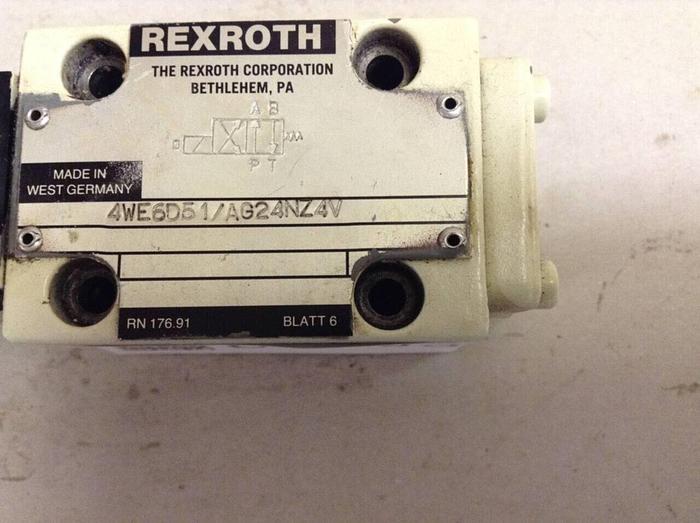 REXROTH
THE REXROTH CORPORATION
BETHLEHEM, PA
A B
P T
MADE IN
WEST GERMANY
4WE6D51/AG24NZ4V
RN 176.91 BLATT 6